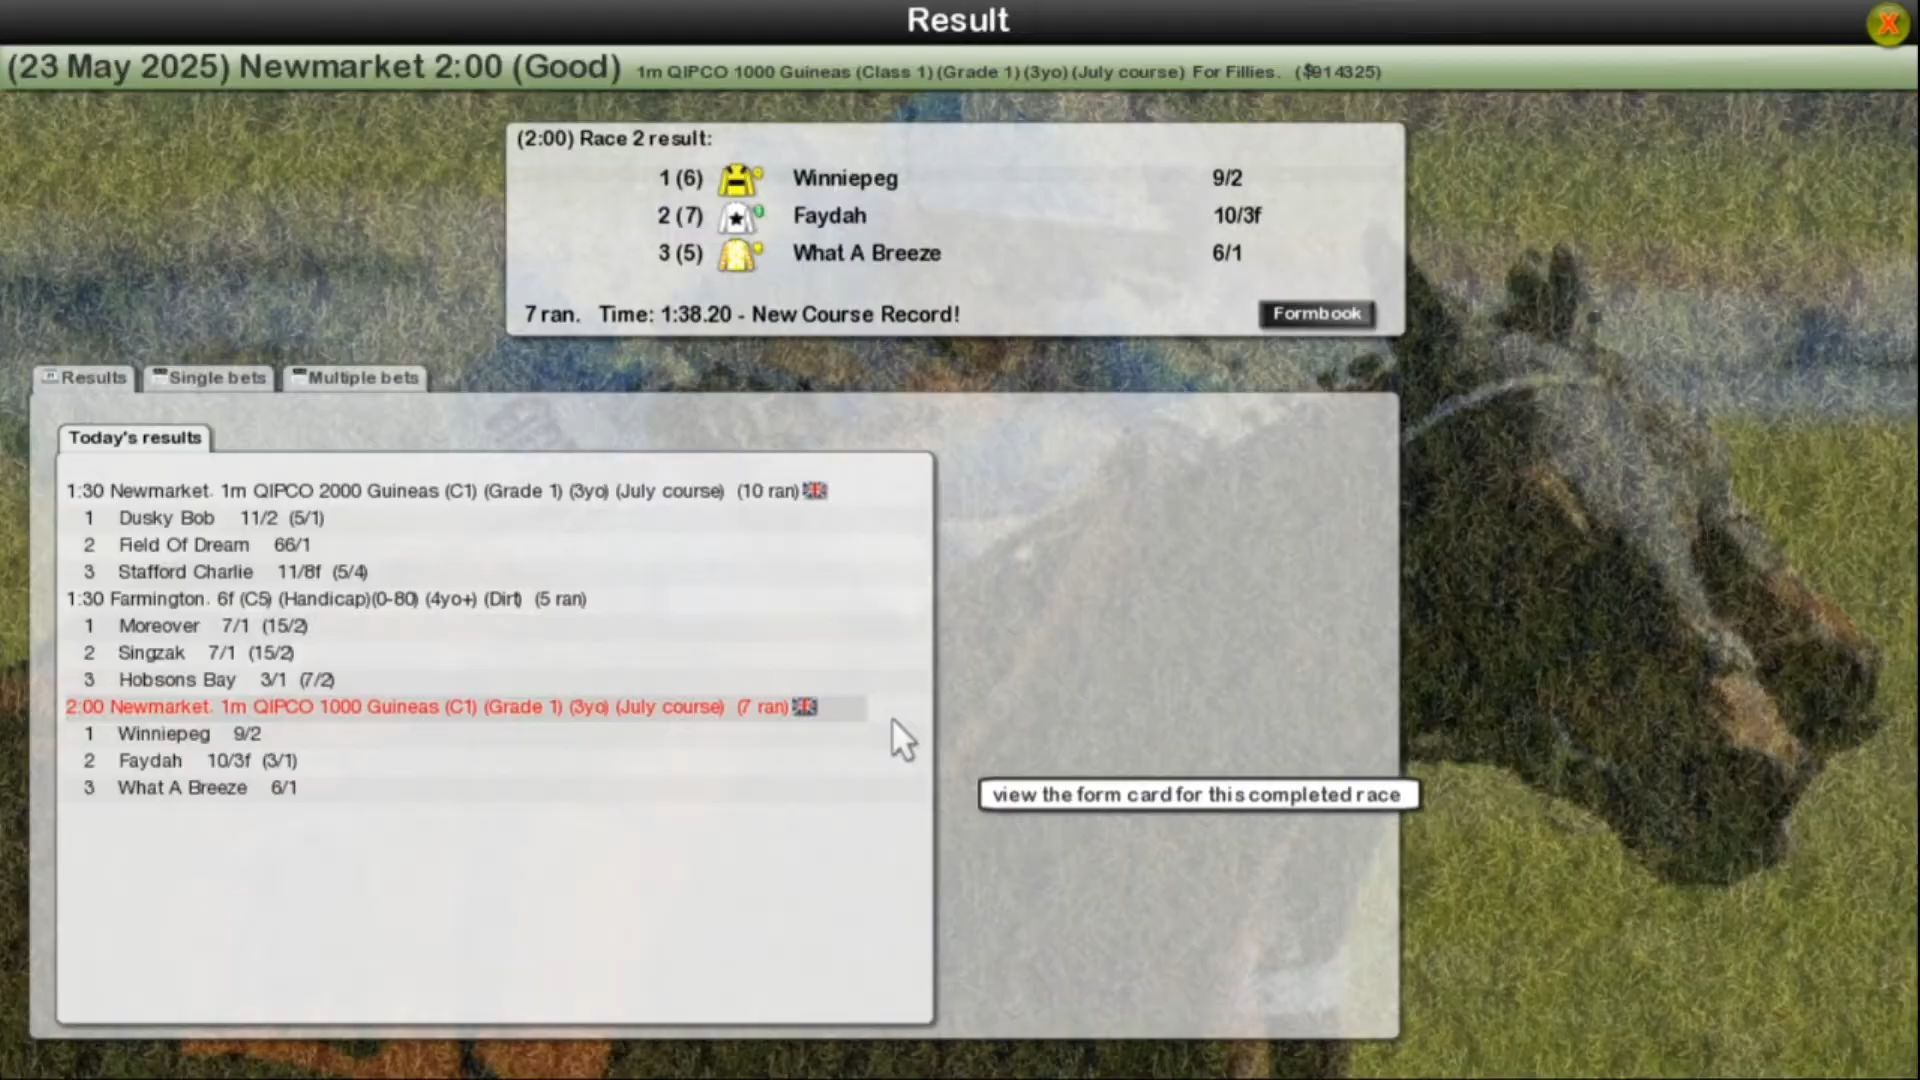 Result
X
(23 May 2025) Newmarket 2:00 (Good) 1m QIPCO 1000 Guineas (Class 1) (Grade 1) (3yo) (July course) For Fillies. ($914325)
(2:00) Race 2 result:
1 (6) Winniepeg 9/2
2 (7) Faydah 10/3f
3 (5) What A Breeze 6/1
7 ran. Time: 1:38.20 - New Course Record! Formbook
Results Single bets Multiple bets
Today's results
1:30 Newmarket. 1m QIPCO 2000 Guineas (C1) (Grade 1) (3yo) (July course) (10 ran)
1 Dusky Bob 11/2 (5/1)
2 Field Of Dream 66/1
3 Stafford Charlie 11/8f (5/4)
1:30 Farmington. 6f (C5) (Handicap)(0-80) (4yo+) (Dirt) (5 ran)
1 Moreover 7/1 (15/2)
2 Singzak 7/1 (15/2)
3 Hobsons Bay 3/1 (7/2)
2:00 Newmarket. 1m QIPCO 1000 Guineas (C1) (Grade 1) (3yo) (July course) (7 ran)
1 Winniepeg 9/2
2 Faydah 10/3f (3/1)
3 What A Breeze 6/1
view the form card for this completed race